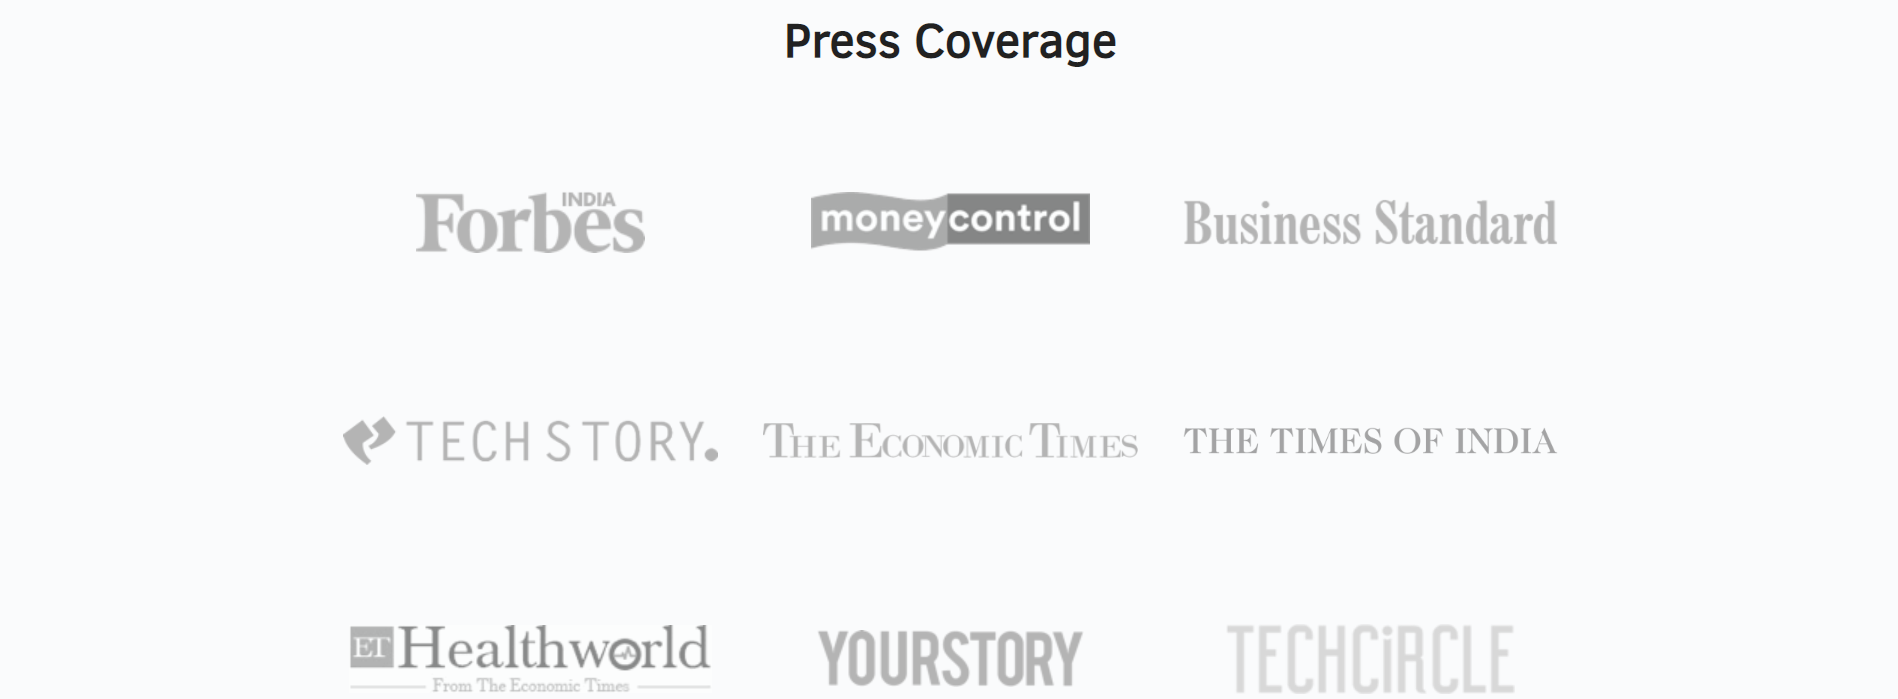 Press Coverage
Forbes INDIA
moneycontrol
Business Standard
TECH STORY.
THE ECONOMIC TIMES
THE TIMES OF INDIA
ET Healthworld
From The Economic Times
YOURSTORY
TECHCiRCLE